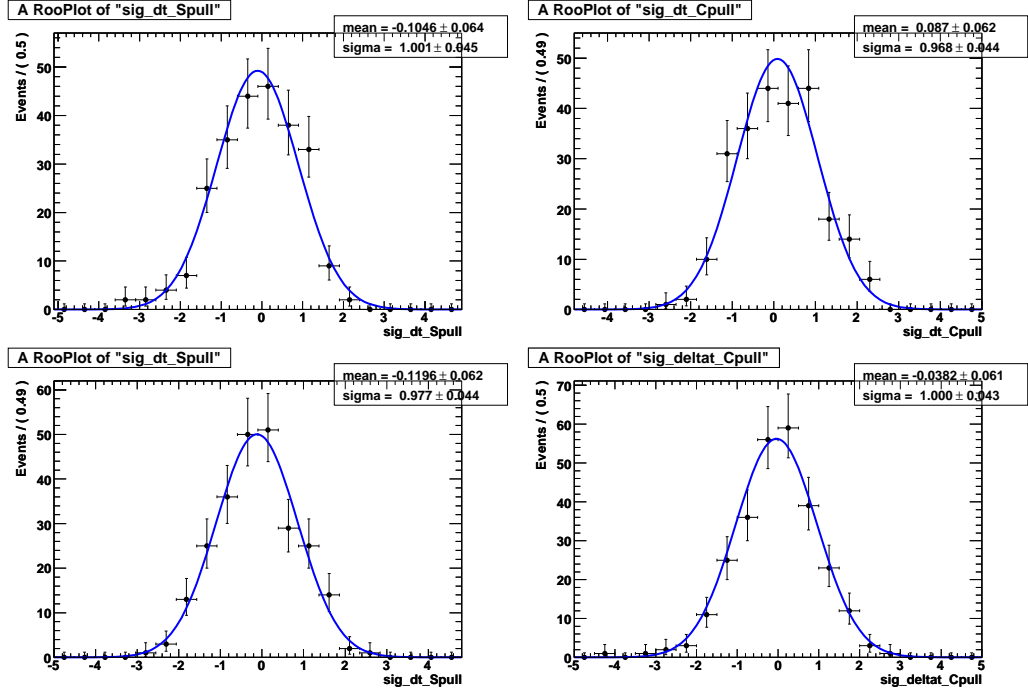 A RooPlot of "sig_dt_Spull"
mean = -0.1046 ± 0.064
sigma = 1.001 ± 0.045
Events / ( 0.5 )
50
40
30
20
10
0
-5 -4 -3 -2 -1 0 1 2 3 4
sig_dt_Spull
A RooPlot of "sig_dt_Cpull"
mean = 0.087 ± 0.062
sigma = 0.968 ± 0.044
Events / ( 0.49 )
50
40
30
20
10
0
-4 -3 -2 -1 0 1 2 3 4 5
sig_dt_Cpull
A RooPlot of "sig_dt_Spull"
mean = -0.1196 ± 0.062
sigma = 0.977 ± 0.044
Events / ( 0.49 )
60
50
40
30
20
10
0
-5 -4 -3 -2 -1 0 1 2 3 4
sig_dt_Spull
A RooPlot of "sig_deltat_Cpull"
mean = -0.0382 ± 0.061
sigma = 1.000 ± 0.043
Events / ( 0.5 )
70
60
50
40
30
20
10
0
-5 -4 -3 -2 -1 0 1 2 3 4 5
sig_deltat_Cpull